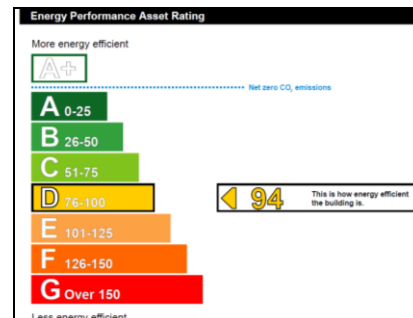 Energy Performance Asset Rating
More energy efficient
A+
Net zero CO₂ emissions
A 0-25
B 26-50
C 51-75
D 76-100
94
This is how energy efficient
the building is.
E 101-125
F 126-150
G Over 150
Less energy efficient